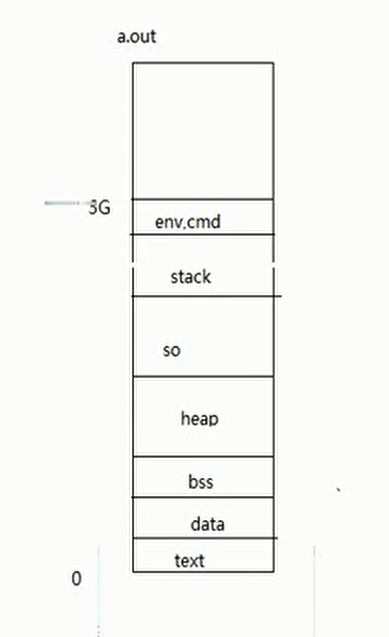 a.out
3G
env,cmd
stack
so
heap
bss
data
text
0